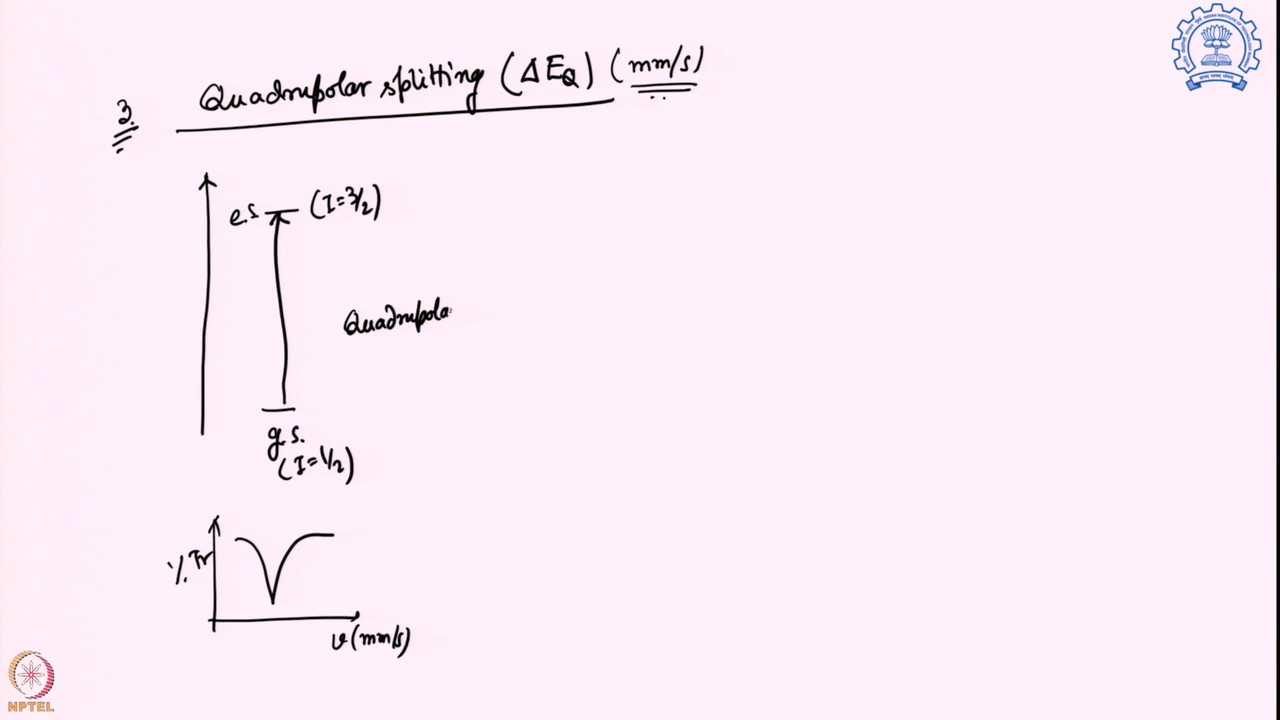 3. Quadrupolar splitting (ΔE_Q) (mm/s)
e.s. (I=3/2)
Quadrupola
g.s.
(I=1/2)
% Tr
v (mm/s)
NPTEL